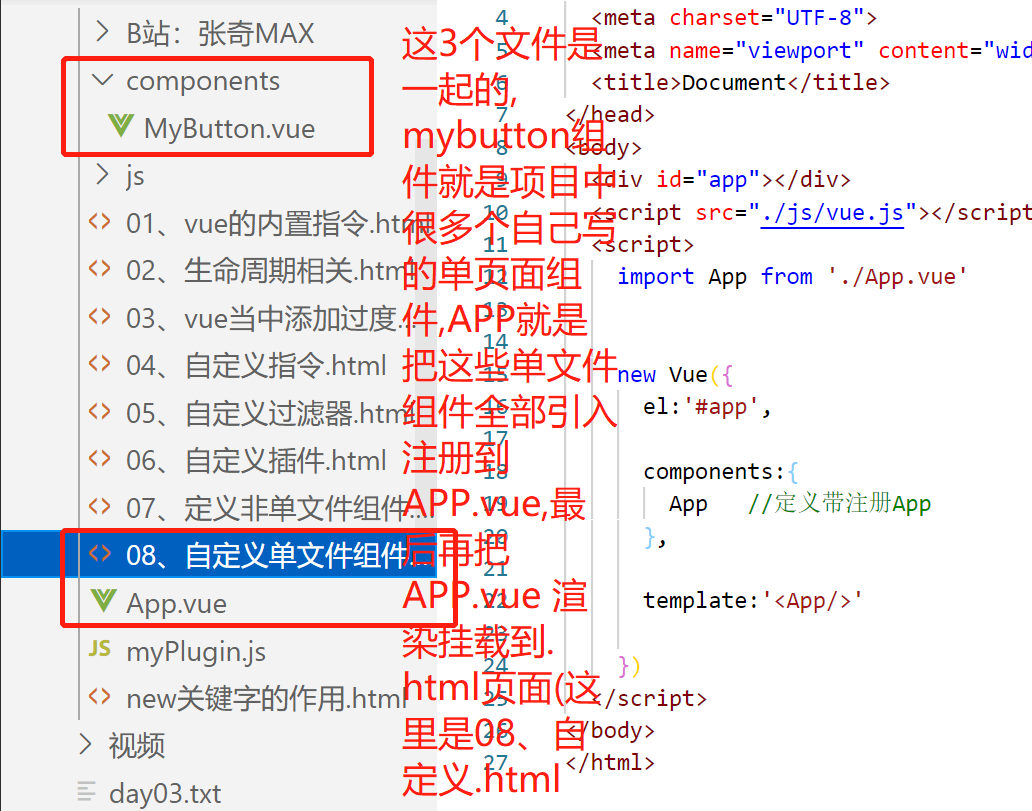 B站：张奇MAX
components
MyButton.vue
js
01、vue的内置指令.html
02、生命周期相关.html
03、vue当中添加过度...
04、自定义指令.html
05、自定义过滤器.html
06、自定义插件.html
07、定义非单文件组件...
08、自定义单文件组件...
App.vue
myPlugin.js
new关键字的作用.html
视频
day03.txt
这3个文件是
一起的,
mybutton组
件就是项目中
很多个自己写
的单页面组
件,APP就是
把这些单文件
组件全部引入
注册到
APP.vue,最
后再把
APP.vue 渲
染挂载到.
html页面(这
里是08、自
定义.html
4 <meta charset="UTF-8">
5 <meta name="viewport" content="wid
6 <title>Document</title>
7 </head>
8 <body>
9 <div id="app"></div>
10 <script src="./js/vue.js"></script
11 <script>
12 import App from './App.vue'
13
14
15 new Vue({
16 el:'#app',
17
18 components:{
19 App //定义带注册App
20 },
21
22 template:'<App/>'
23
24 })
25 </script>
26 </body>
27 </html>